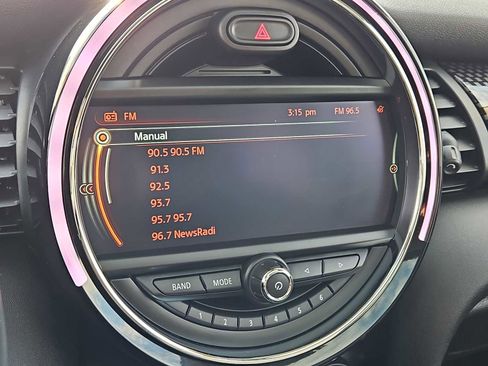 FM 3:15 pm FM 96.5
Manual
90.5 90.5 FM
91.3
92.5
93.7
95.7 95.7
96.7 NewsRadi
BAND MODE
1 2 3 4 5 6